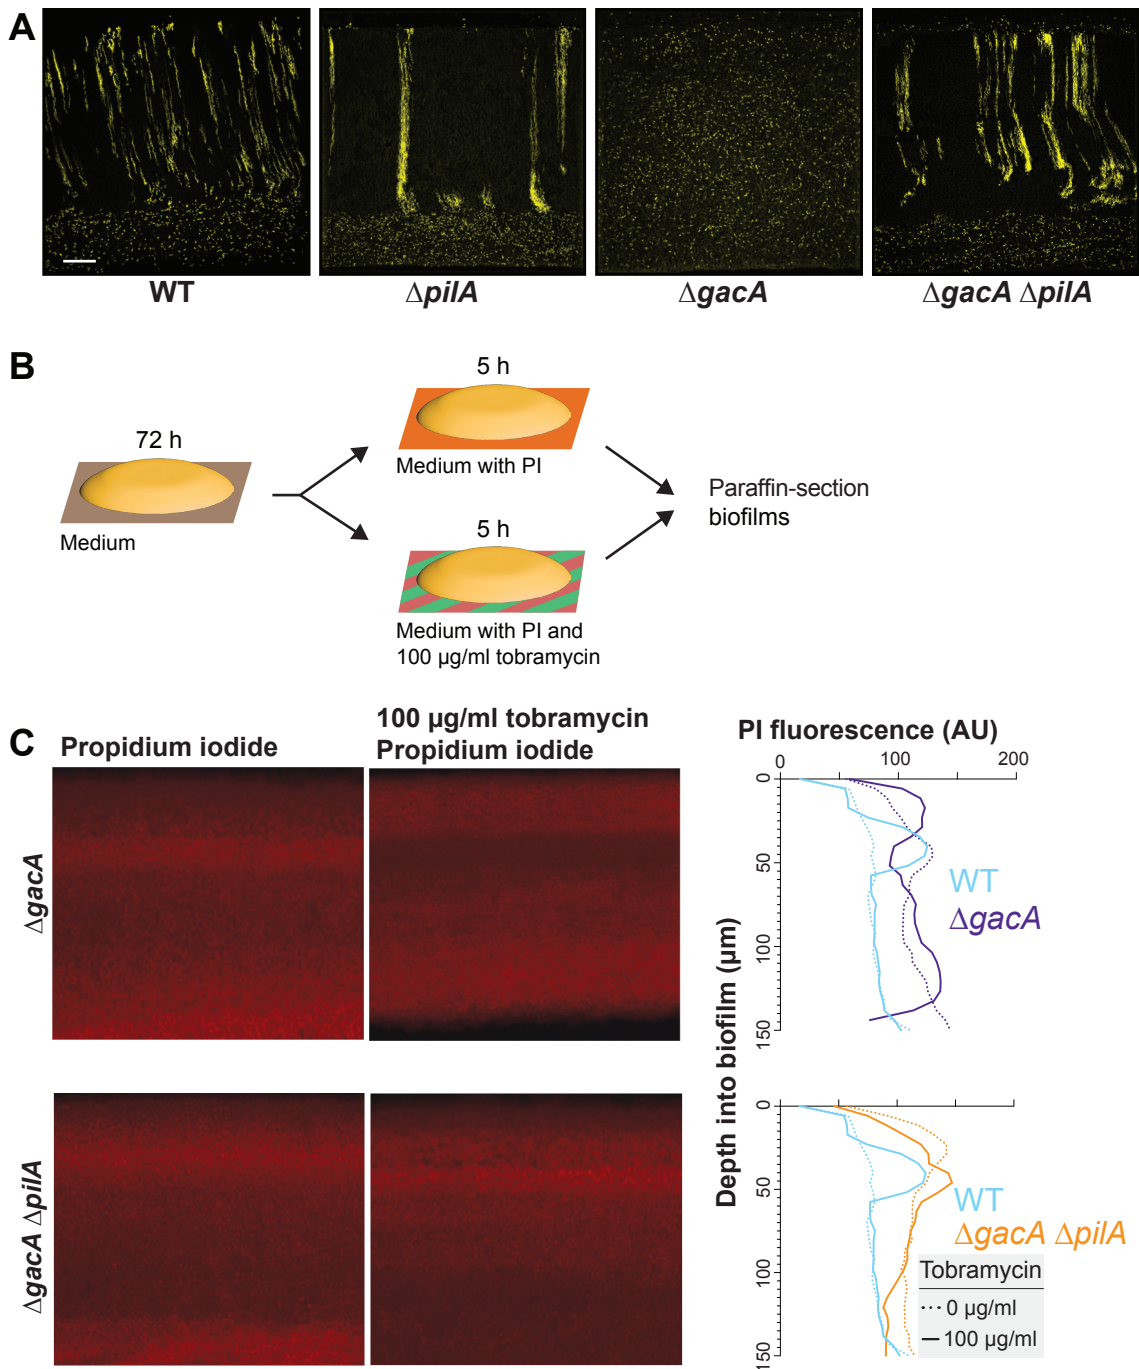 A
WT
ΔpilA
ΔgacA
ΔgacA ΔpilA
B
72 h
Medium
5 h
Medium with PI
5 h
Medium with PI and
100 µg/ml tobramycin
Paraffin-section
biofilms
C
Propidium iodide
100 µg/ml tobramycin
Propidium iodide
ΔgacA
ΔgacA ΔpilA
PI fluorescence (AU)
0 100 200
0
50
100
150
WT
ΔgacA
Depth into biofilm (µm)
0
50
100
150
WT
ΔgacA ΔpilA
Tobramycin
0 µg/ml
100 µg/ml